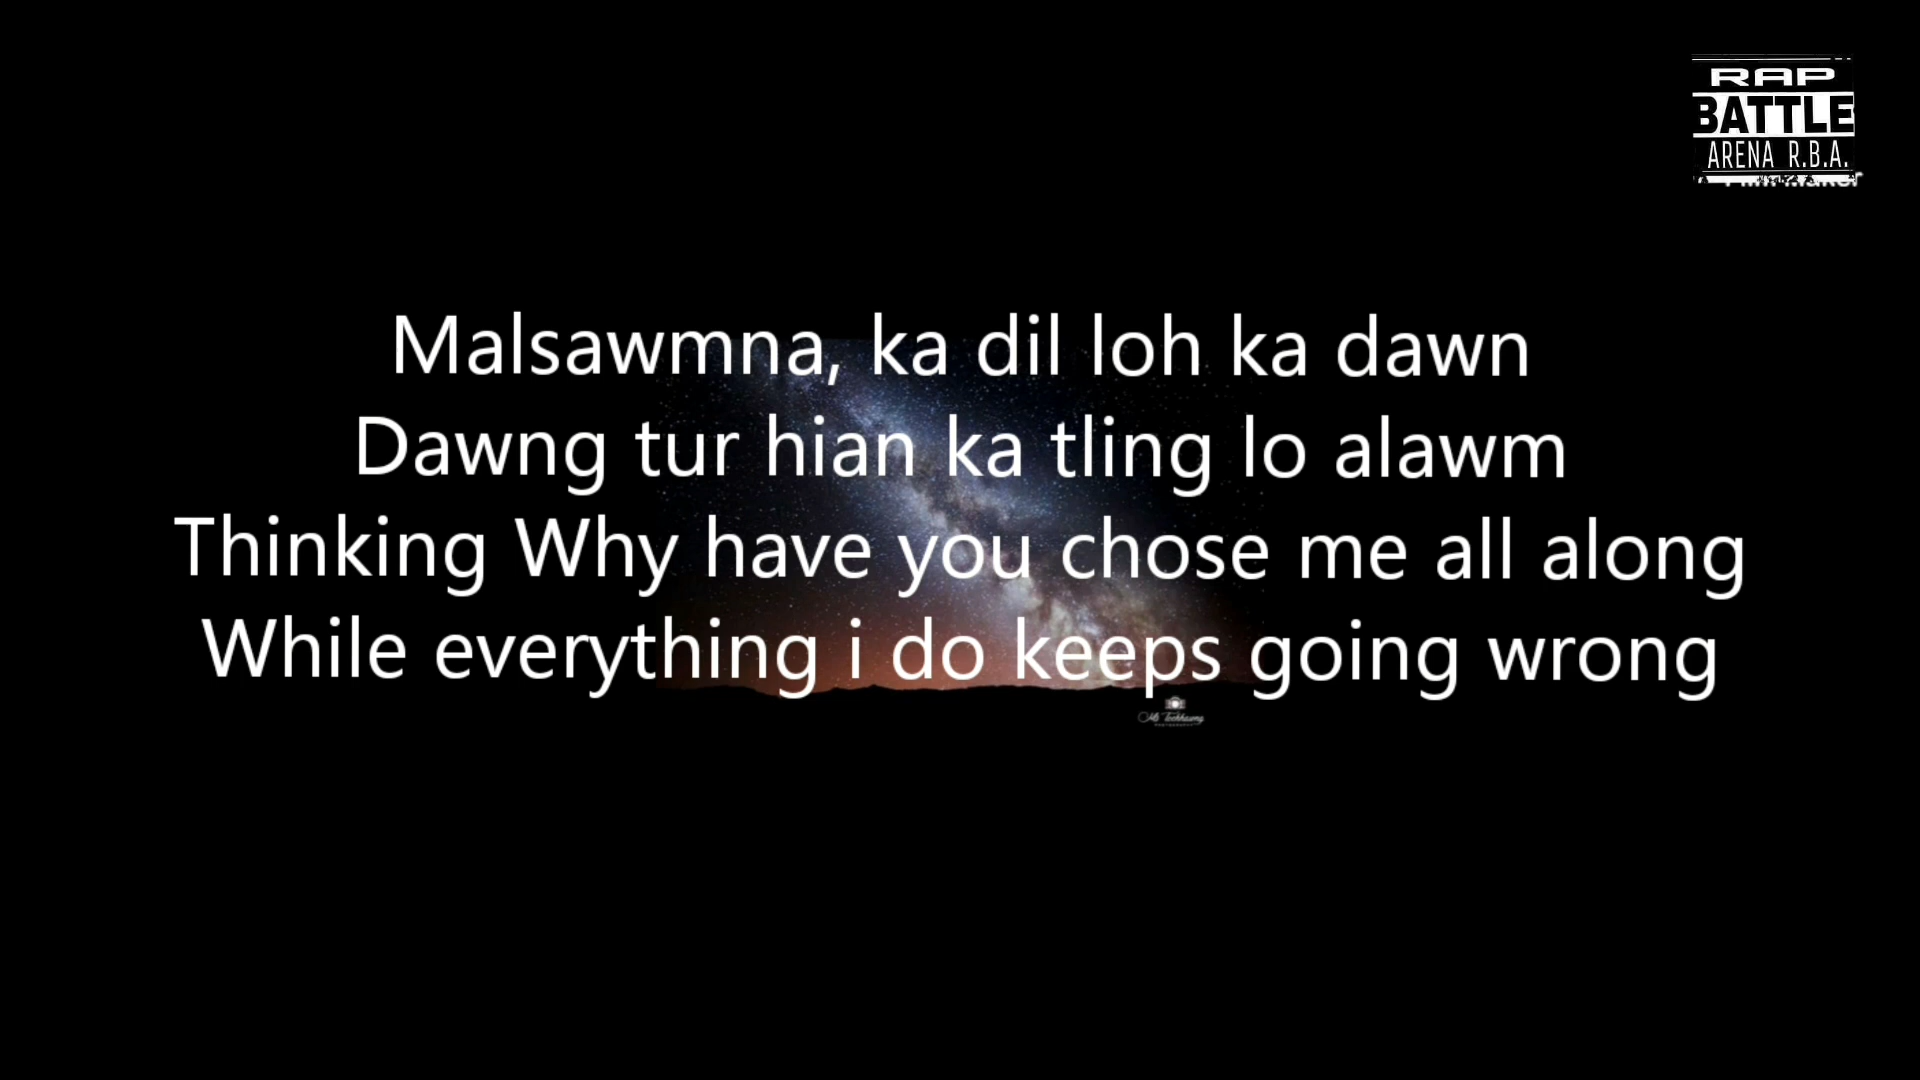 RAP
BATTLE
ARENA R.B.A.
Malsawmna, ka dil loh ka dawn
Dawng tur hian ka tling lo alawm
Thinking Why have you chose me all along
While everything i do keeps going wrong